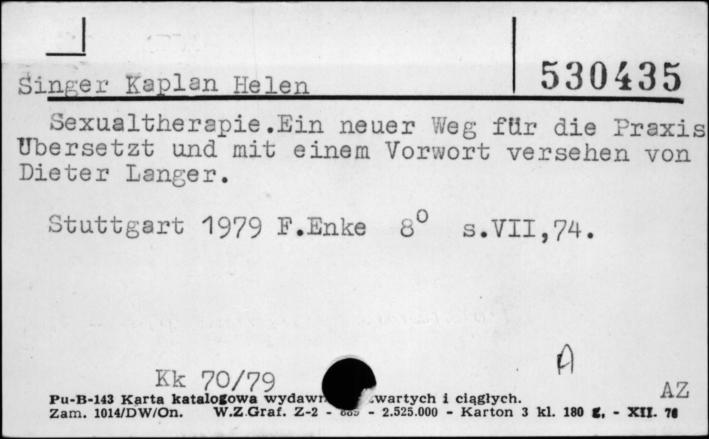 530435
Singer Kaplan Helen
Sexualtherapie.Ein neuer Weg für die Praxis
Ubersetzt und mit einem Vorwort versehen von
Dieter Langer.
Stuttgart 1979 F.Enke 8° s.VII,74.
A
Kk 70/79
AZ
Pu-B-143 Karta katalogowa wydawn wartych i ciągłych.
Zam. 1014/DW/On. W.Z.Graf. Z-2 - - 2.525.000 - Karton 3 kl. 180 g, - XII.